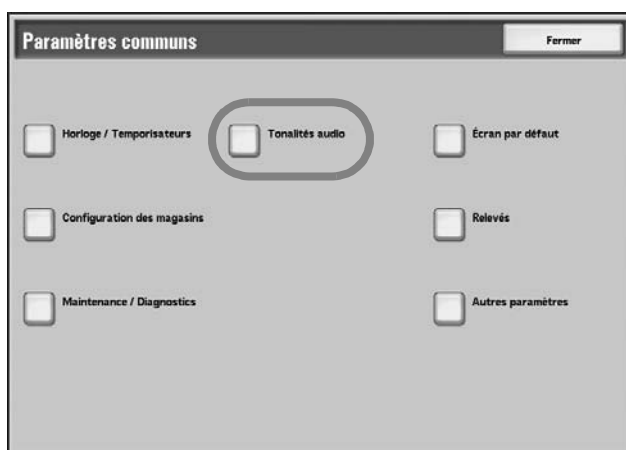 Paramètres communs
Fermer
Horloge / Temporisateurs
Tonalités audio
Écran par défaut
Configuration des magasins
Relevés
Maintenance / Diagnostics
Autres paramètres